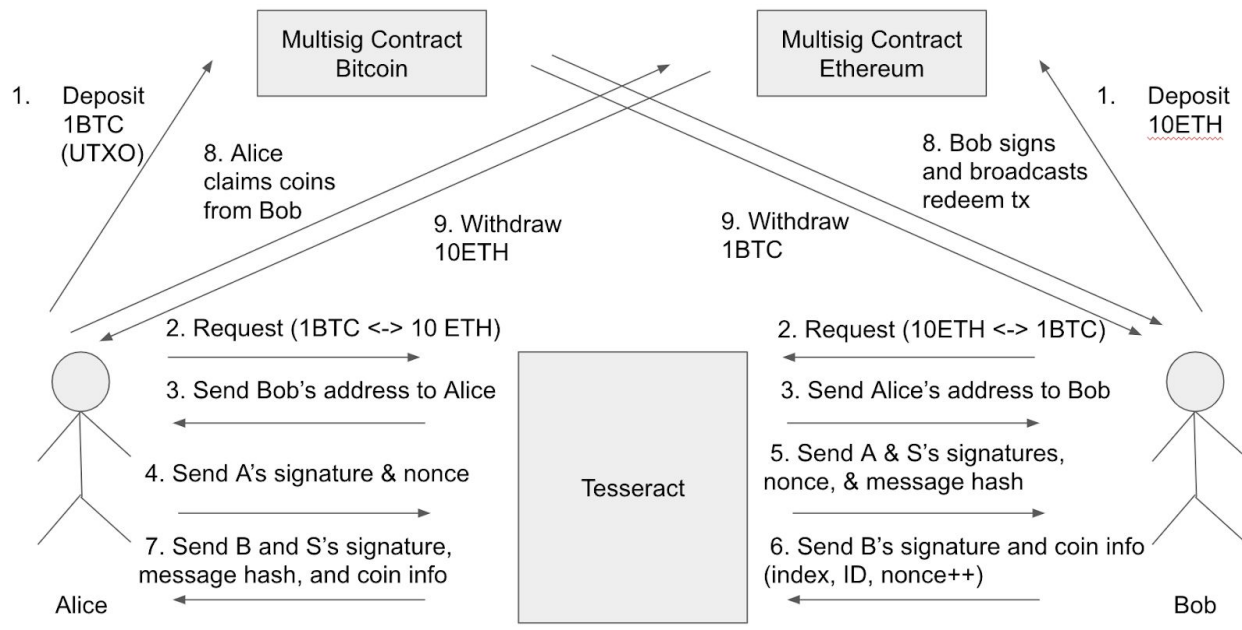 Multisig Contract
Bitcoin
Multisig Contract
Ethereum
1. Deposit
1BTC
(UTXO)
1. Deposit
10ETH
8. Alice
claims coins
from Bob
8. Bob signs
and broadcasts
redeem tx
9. Withdraw
10ETH
9. Withdraw
1BTC
2. Request (1BTC <-> 10 ETH)
2. Request (10ETH <-> 1BTC)
3. Send Bob's address to Alice
3. Send Alice's address to Bob
4. Send A's signature & nonce
5. Send A & S's signatures,
nonce, & message hash
Tesseract
7. Send B and S's signature,
message hash, and coin info
6. Send B's signature and coin info
(index, ID, nonce++)
Alice
Bob